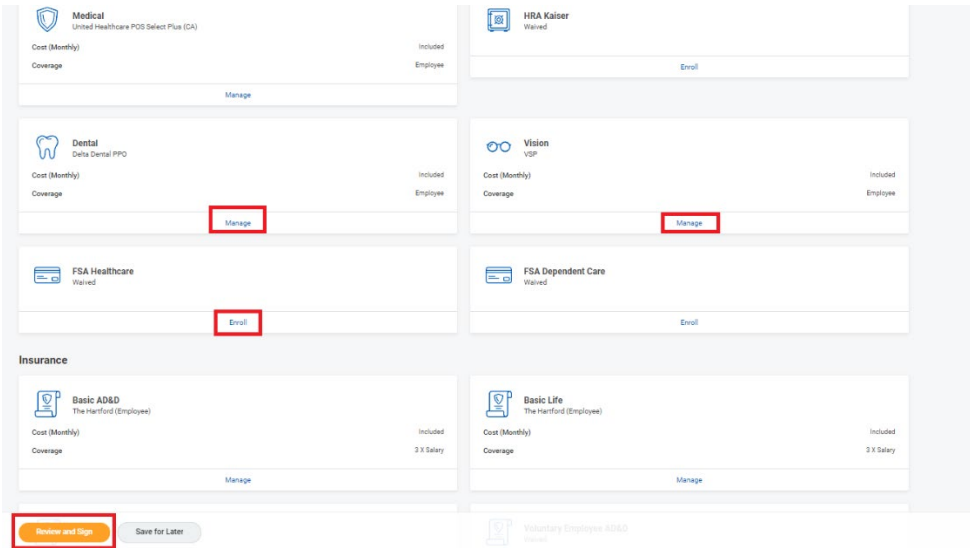 Medical
United Healthcare POS Select Plus (CA)
Cost (Monthly) Included
Coverage Employee
Manage
HRA Kaiser
Waived
Enroll
Dental
Delta Dental PPO
Cost (Monthly) Included
Coverage Employee
Manage
Vision
VSP
Cost (Monthly) Included
Coverage Employee
Manage
FSA Healthcare
Waived
Enroll
FSA Dependent Care
Waived
Enroll
Insurance
Basic AD&D
The Hartford (Employee)
Cost (Monthly) Included
Coverage 3 X Salary
Manage
Basic Life
The Hartford (Employee)
Cost (Monthly) Included
Coverage 3 X Salary
Manage
Review and Sign
Save for Later
Voluntary Employee AD&D
Waived